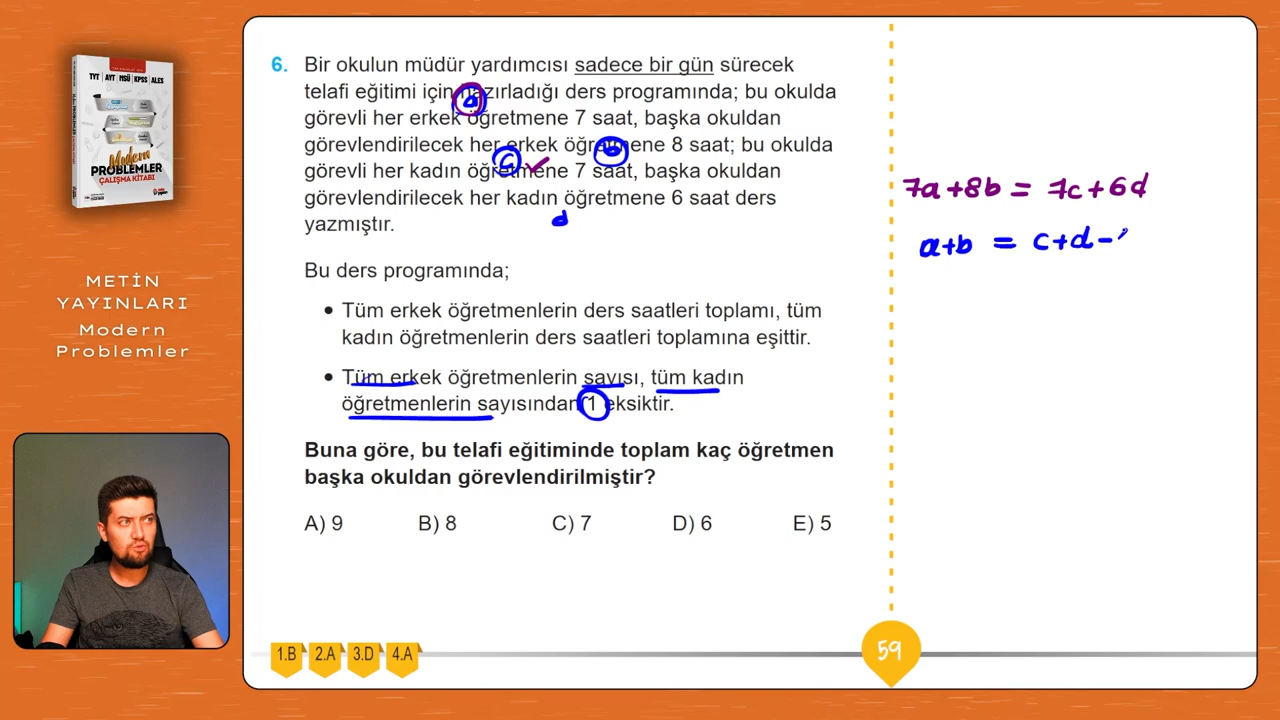 TYT | AYT | MSÜ | KPSS | ALES
Modern
PROBLEMLER
ÇALIŞMA KİTABI
METİN
YAYINLARI
Modern
Problemler
6. Bir okulun müdür yardımcısı sadece bir gün sürecek
telafi eğitimi için hazırladığı ders programında; bu okulda
görevli her erkek öğretmene 7 saat, başka okuldan
görevlendirilecek her erkek öğretmene 8 saat; bu okulda
görevli her kadın öğretmene 7 saat, başka okuldan
görevlendirilecek her kadın öğretmene 6 saat ders
yazmıştır.
a
b
c
d
Bu ders programında;
• Tüm erkek öğretmenlerin ders saatleri toplamı, tüm
kadın öğretmenlerin ders saatleri toplamına eşittir.
• Tüm erkek öğretmenlerin sayısı, tüm kadın
öğretmenlerin sayısından 1 eksiktir.
Buna göre, bu telafi eğitiminde toplam kaç öğretmen
başka okuldan görevlendirilmiştir?
A) 9 B) 8 C) 7 D) 6 E) 5
7a+8b = 7c+6d
a+b = c+d-
1.B 2.A 3.D 4.A
59